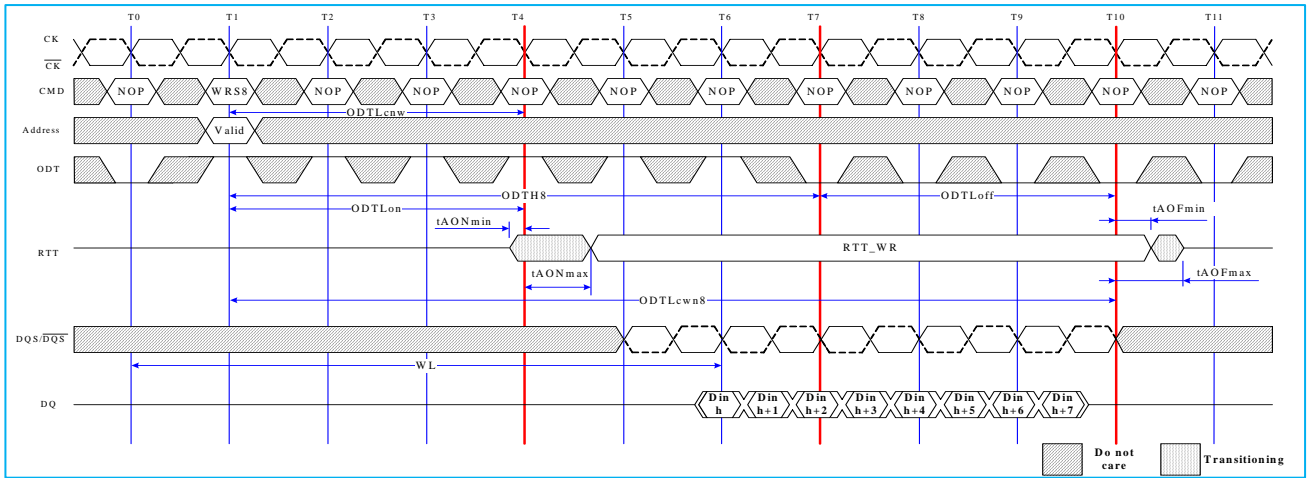 T0 T1 T2 T3 T4 T5 T6 T7 T8 T9 T10 T11
CK
CK
CMD NOP WRS8 NOP NOP NOP NOP NOP NOP NOP NOP NOP NOP
ODTLcnw
Address Valid
ODT
ODTH8 ODTLoff
ODTLon
tAONmin tAOFmin
RTT RTT_WR
tAONmax tAOFmax
ODTLcwn8
DQS/DQS
WL
DQ Din h Din h+1 Din h+2 Din h+3 Din h+4 Din h+5 Din h+6 Din h+7
Do not care Transitioning